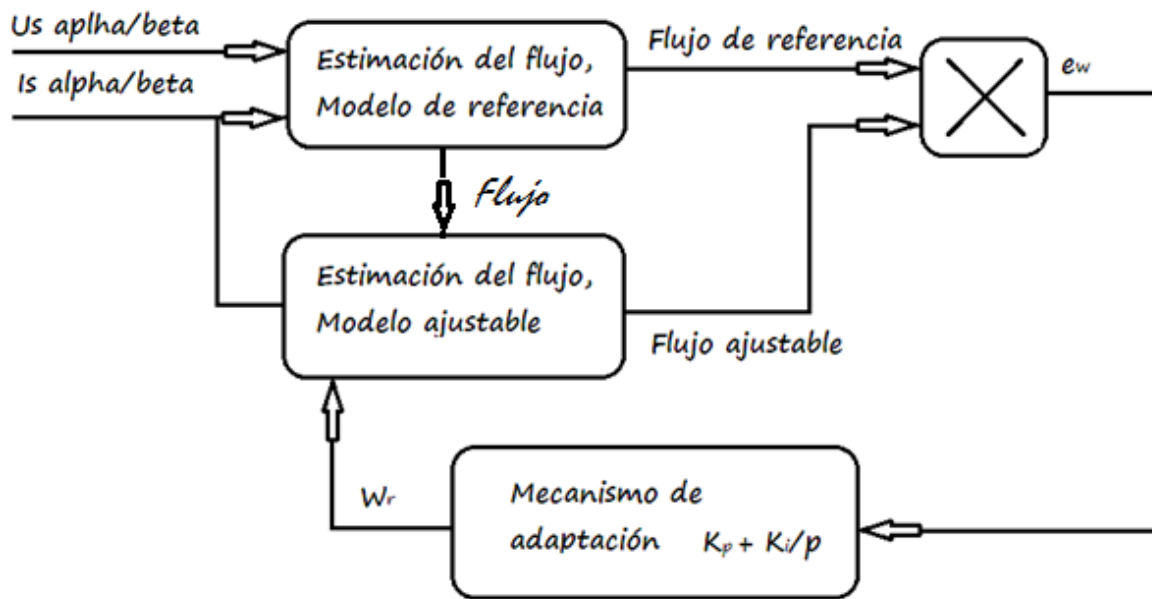 Us aplha/beta
Is alpha/beta
Estimación del flujo,
Modelo de referencia
Flujo de referencia
ew
Flujo
Estimación del flujo,
Modelo ajustable
Flujo ajustable
Wr
Mecanismo de
adaptación Kp + Ki/p